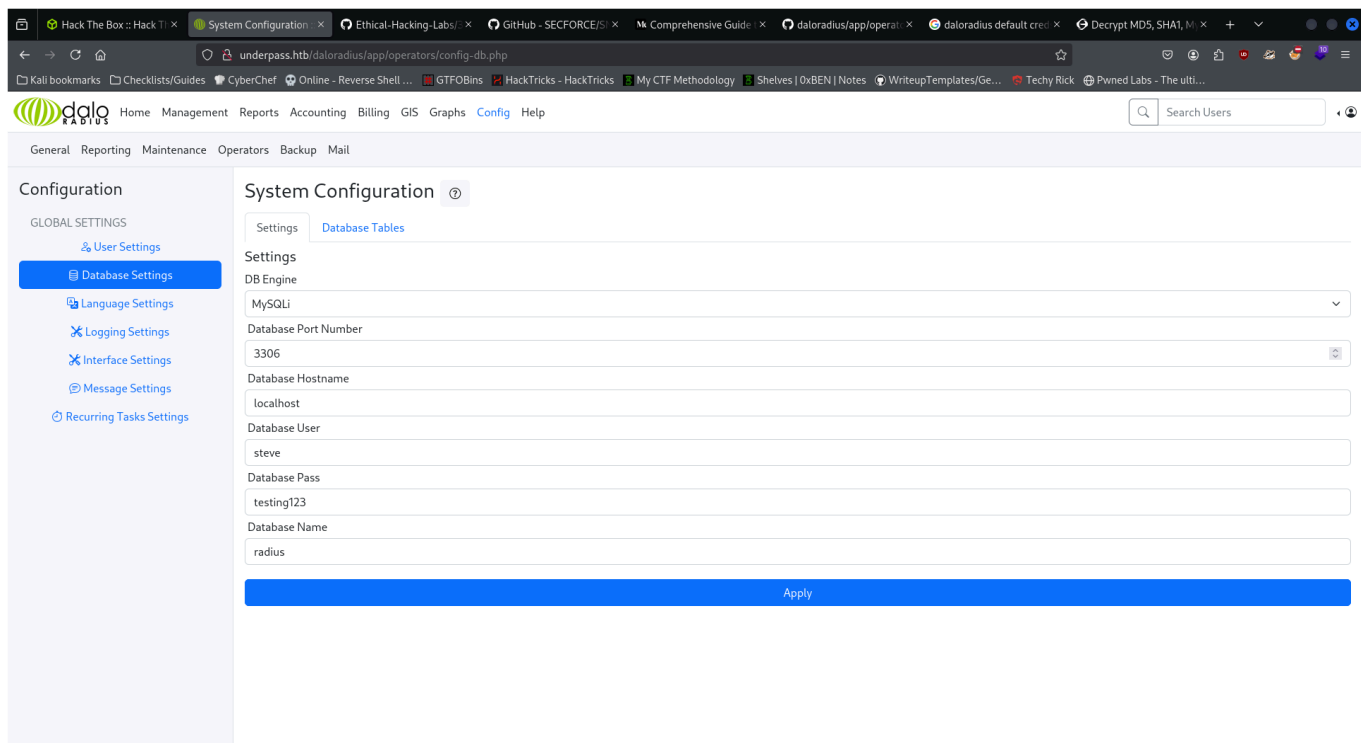 Hack The Box :: Hack Th
System Configuration :
Ethical-Hacking-Labs/3
GitHub - SECFORCE/SN
Comprehensive Guide t
daloradius/app/operato
daloradius default cred
Decrypt MD5, SHA1, My
underpass.htb/daloradius/app/operators/config-db.php
10
Kali bookmarks
Checklists/Guides
CyberChef
Online - Reverse Shell ...
GTFOBins
HackTricks - HackTricks
My CTF Methodology
Shelves | 0xBEN | Notes
WriteupTemplates/Ge...
Techy Rick
Pwned Labs - The ulti...
dalo RADIUS
Home Management Reports Accounting Billing GIS Graphs Config Help
Search Users
General Reporting Maintenance Operators Backup Mail
Configuration
GLOBAL SETTINGS
User Settings
Database Settings
Language Settings
Logging Settings
Interface Settings
Message Settings
Recurring Tasks Settings
System Configuration
Settings Database Tables
Settings
DB Engine
MySQLi
Database Port Number
3306
Database Hostname
localhost
Database User
steve
Database Pass
testing123
Database Name
radius
Apply